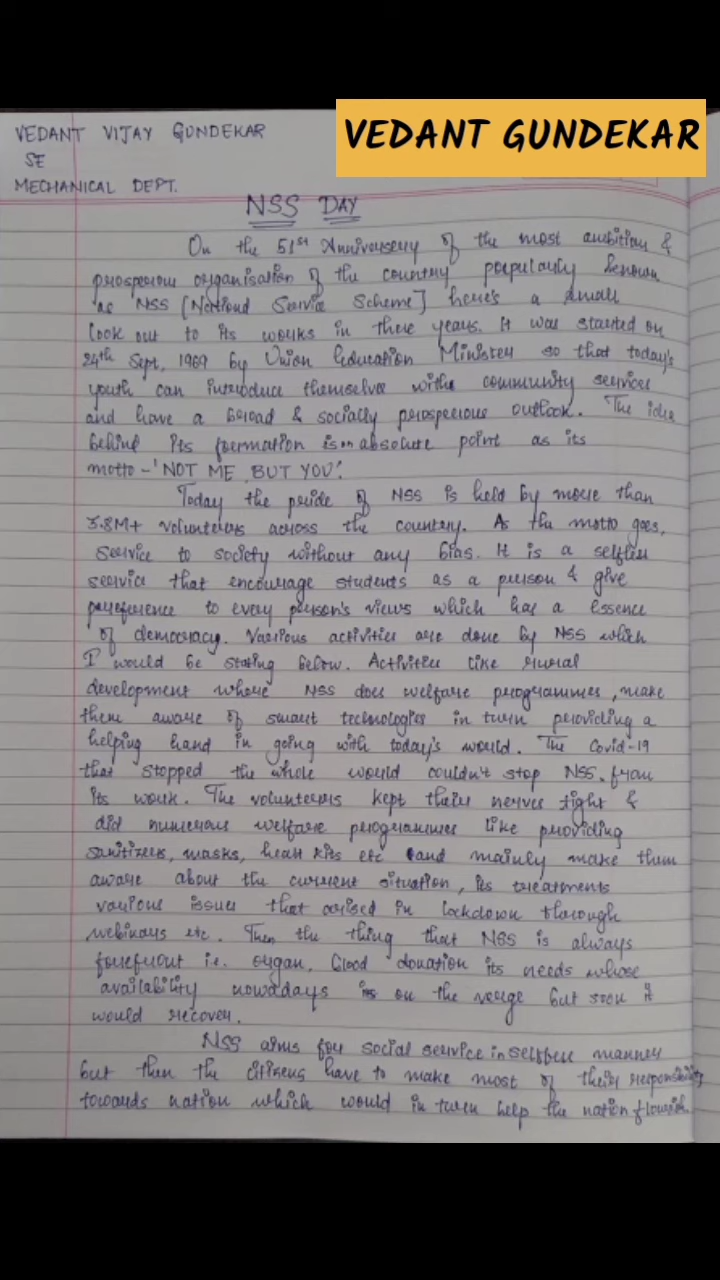 VEDANT GUNDEKAR
VEDANT VIJAY GUNDEKAR
SE
MECHANICAL DEPT.
NSS DAY
On the 51st Anniversery of the most ambition &
prosperous organisation of the country popularly known
as NSS [National Service Scheme] here's a small
look out to its works in these years. It was started on
24th Sept, 1969 by Union Education Minister so that today's
youth can introduce themselve with community services
and have a broad & socially prosperous outlook. The idea
behind its formation is an absolute point as its
motto - 'NOT ME BUT YOU'.
Today the pride of NSS is held by more than
3.8M+ volunteers across the country. As the motto goes,
service to society without any bias. It is a selfless
service that encourage students as a person & give
preference to every person's views which has a essence
of democracy. Various activities are done by NSS which
I would be stating below. Activities like rural
development where NSS does welfare programmes, make
them aware of smart technologies in turn providing a
helping hand in going with today's would. The Covid-19
that stopped the whole would couldn't stop NSS from
its work. The volunteers kept their nerves tight &
did numerous welfare programmes like providing
sanitizers, masks, heath kits etc and mainly make them
aware about the current situation, its treatments
various issues that arised in lockdown through
webinars etc. Then the thing that NSS is always
forefront i.e. organ, blood donation its needs whose
availability nowadays is on the verge but soon it
would recover.
NSS aims for social service in selfless manner
but then the citizens have to make most of their responsibility
towards nation which would in turn help the nation flourish.